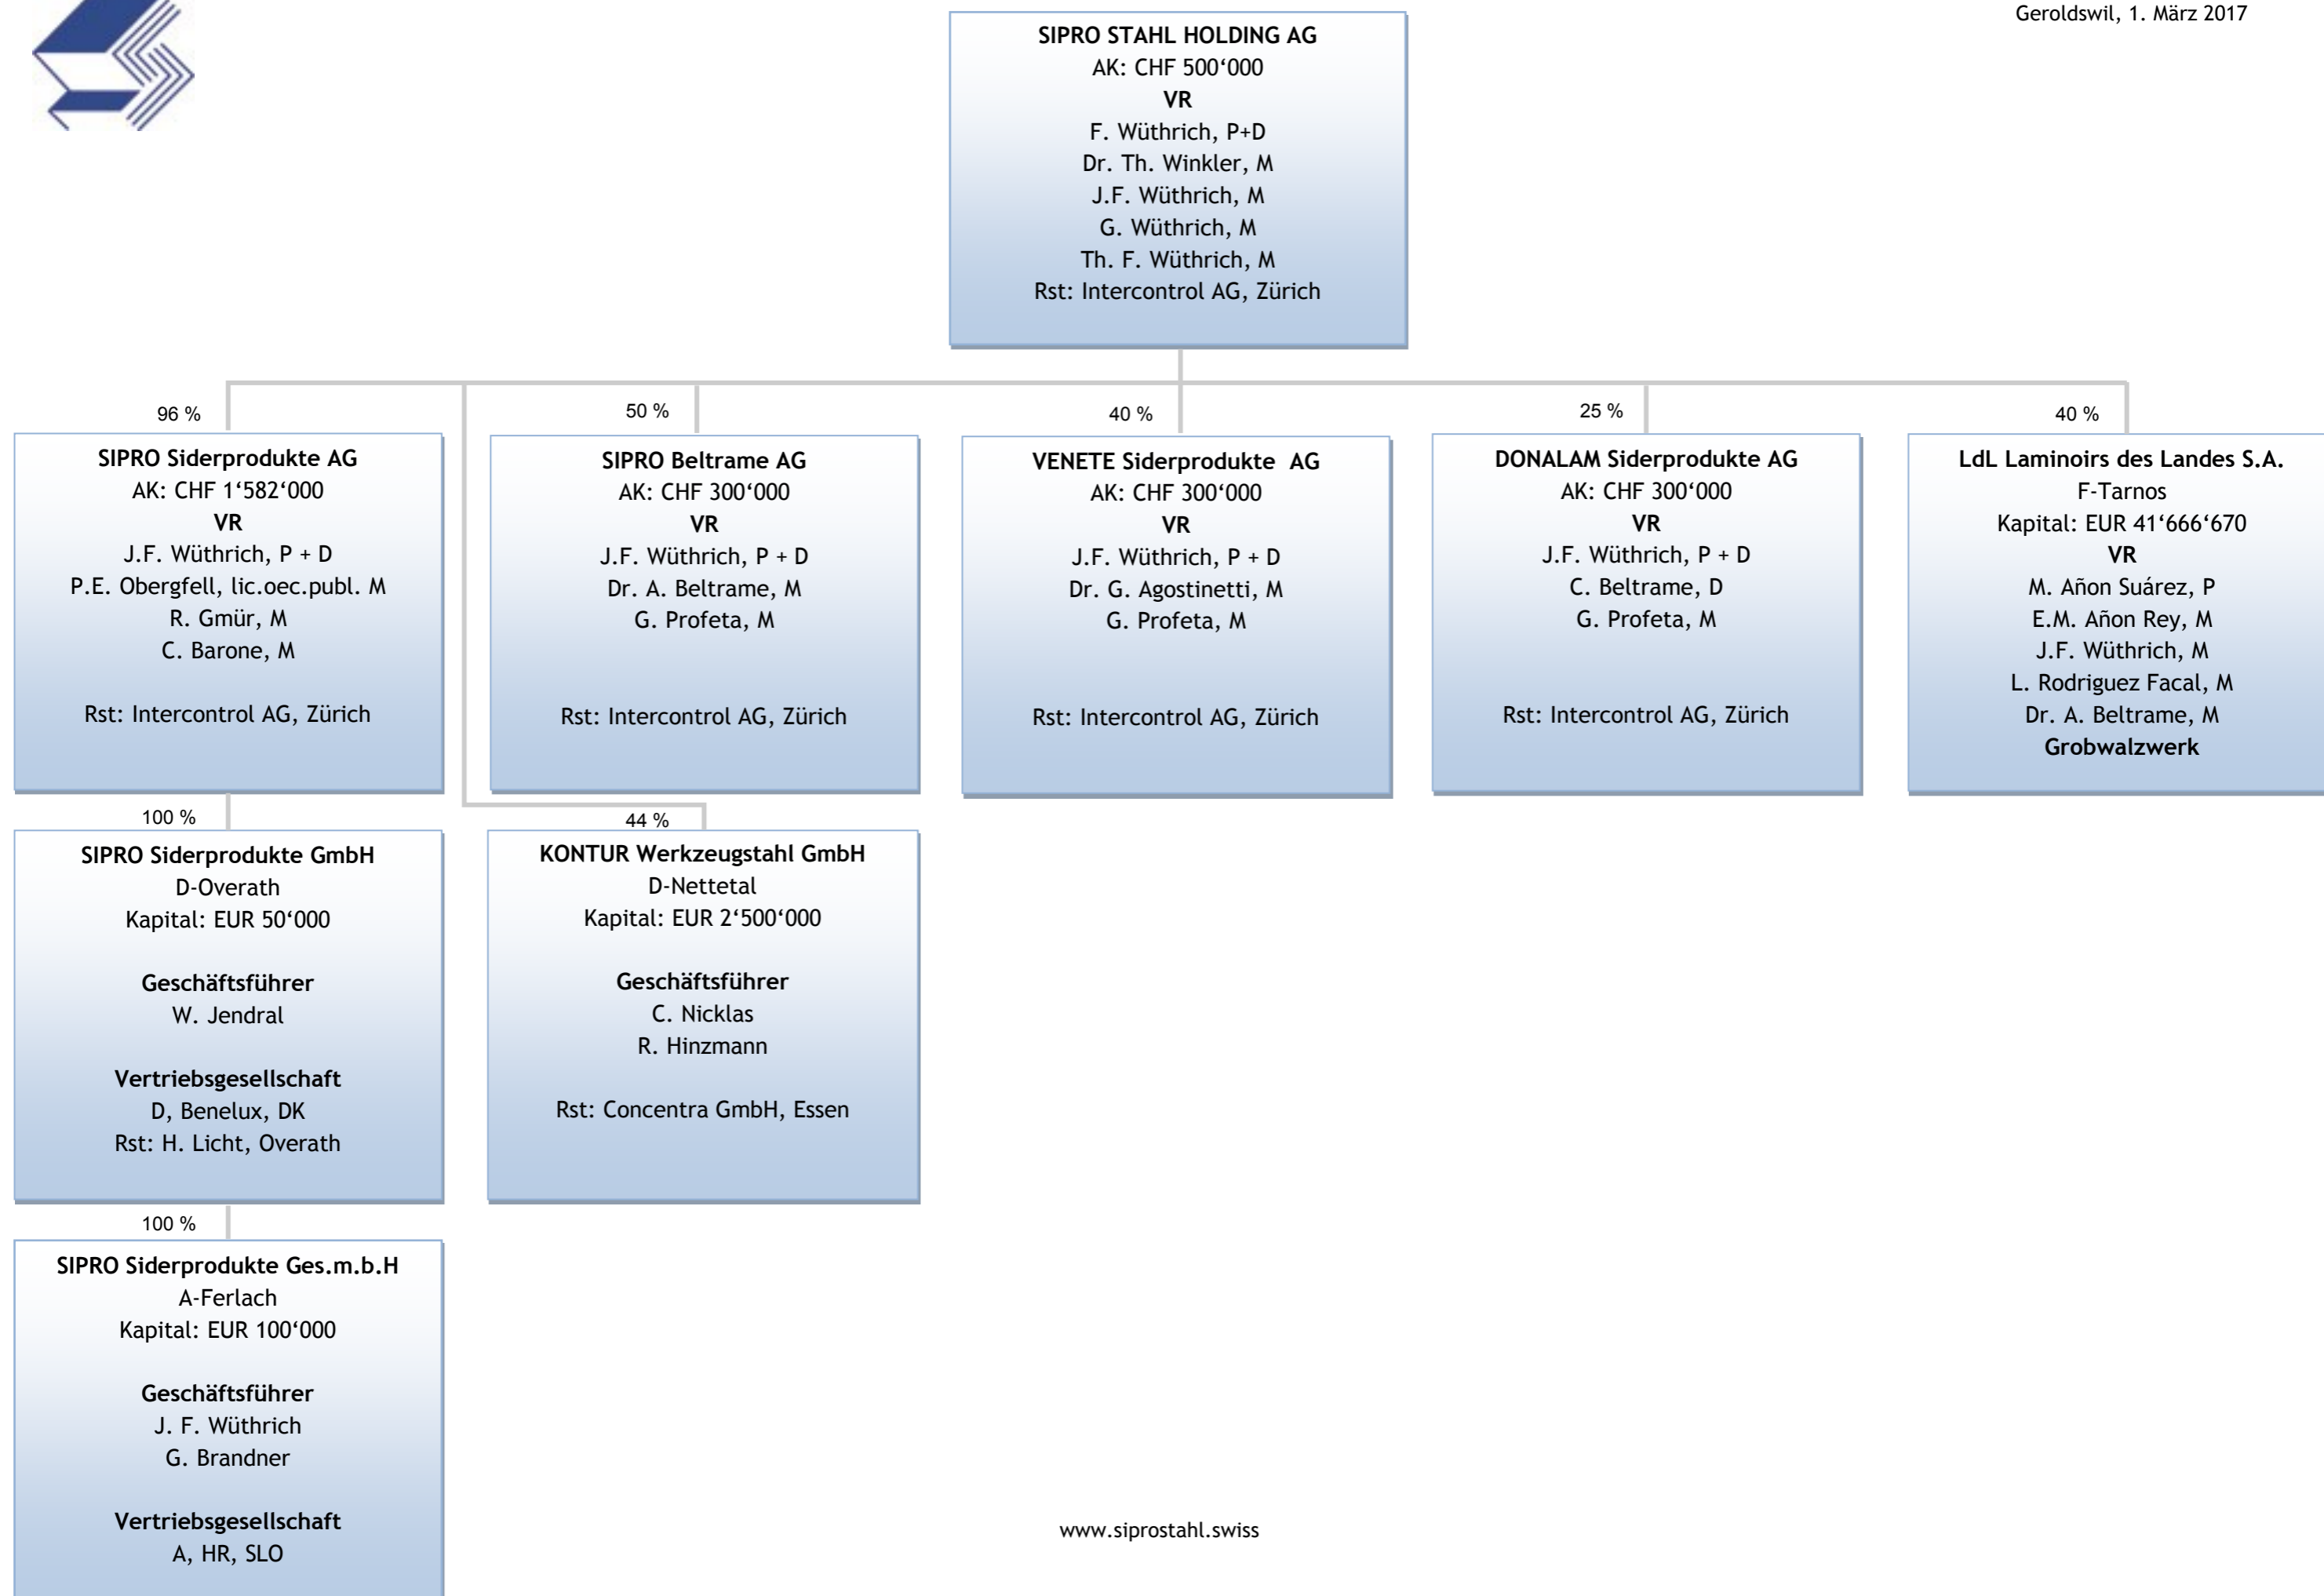 Geroldswil, 1. März 2017
SIPRO STAHL HOLDING AG
AK: CHF 500‘000
VR
F. Wüthrich, P+D
Dr. Th. Winkler, M
J.F. Wüthrich, M
G. Wüthrich, M
Th. F. Wüthrich, M
Rst: Intercontrol AG, Zürich
96 %
SIPRO Siderprodukte AG
AK: CHF 1‘582‘000
VR
J.F. Wüthrich, P + D
P.E. Obergfell, lic.oec.publ. M
R. Gmür, M
C. Barone, M
Rst: Intercontrol AG, Zürich
50 %
SIPRO Beltrame AG
AK: CHF 300‘000
VR
J.F. Wüthrich, P + D
Dr. A. Beltrame, M
G. Profeta, M
Rst: Intercontrol AG, Zürich
40 %
VENETE Siderprodukte  AG
AK: CHF 300‘000
VR
J.F. Wüthrich, P + D
Dr. G. Agostinetti, M
G. Profeta, M
Rst: Intercontrol AG, Zürich
25 %
DONALAM Siderprodukte AG
AK: CHF 300‘000
VR
J.F. Wüthrich, P + D
C. Beltrame, D
G. Profeta, M
Rst: Intercontrol AG, Zürich
40 %
LdL Laminoirs des Landes S.A.
F-Tarnos
Kapital: EUR 41‘666‘670
VR
M. Añon Suárez, P
E.M. Añon Rey, M
J.F. Wüthrich, M
L. Rodriguez Facal, M
Dr. A. Beltrame, M
Grobwalzwerk
100 %
SIPRO Siderprodukte GmbH
D-Overath
Kapital: EUR 50‘000
Geschäftsführer
W. Jendral
Vertriebsgesellschaft
D, Benelux, DK
Rst: H. Licht, Overath
44 %
KONTUR Werkzeugstahl GmbH
D-Nettetal
Kapital: EUR 2‘500‘000
Geschäftsführer
C. Nicklas
R. Hinzmann
Rst: Concentra GmbH, Essen
100 %
SIPRO Siderprodukte Ges.m.b.H
A-Ferlach
Kapital: EUR 100‘000
Geschäftsführer
J. F. Wüthrich
G. Brandner
Vertriebsgesellschaft
A, HR, SLO
www.siprostahl.swiss